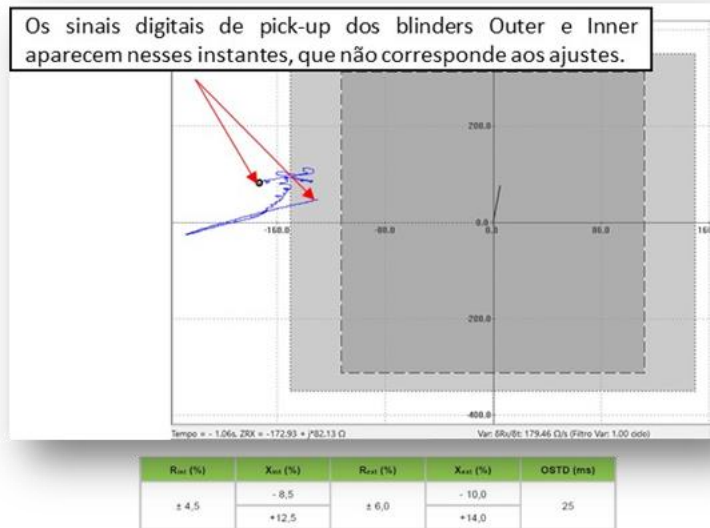 Os sinais digitais de pick-up dos blinders Outer e Inner
aparecem nesses instantes, que não corresponde aos ajustes.
200.0
-160.0 -80.0 0.0 80.0 160
-200.0
-400.0
Tempo = - 1.06s, ZRX = -172.93 + j*82.13 Ω Var: δRx/δt: 179.46 Ω/s (Filtro Var: 1.00 ciclo)
Rint (%) Xint (%) Rext (%) Xext (%) OSTD (ms)
± 4,5 - 8,5 ± 6,0 - 10,0 25
+12,5 +14,0